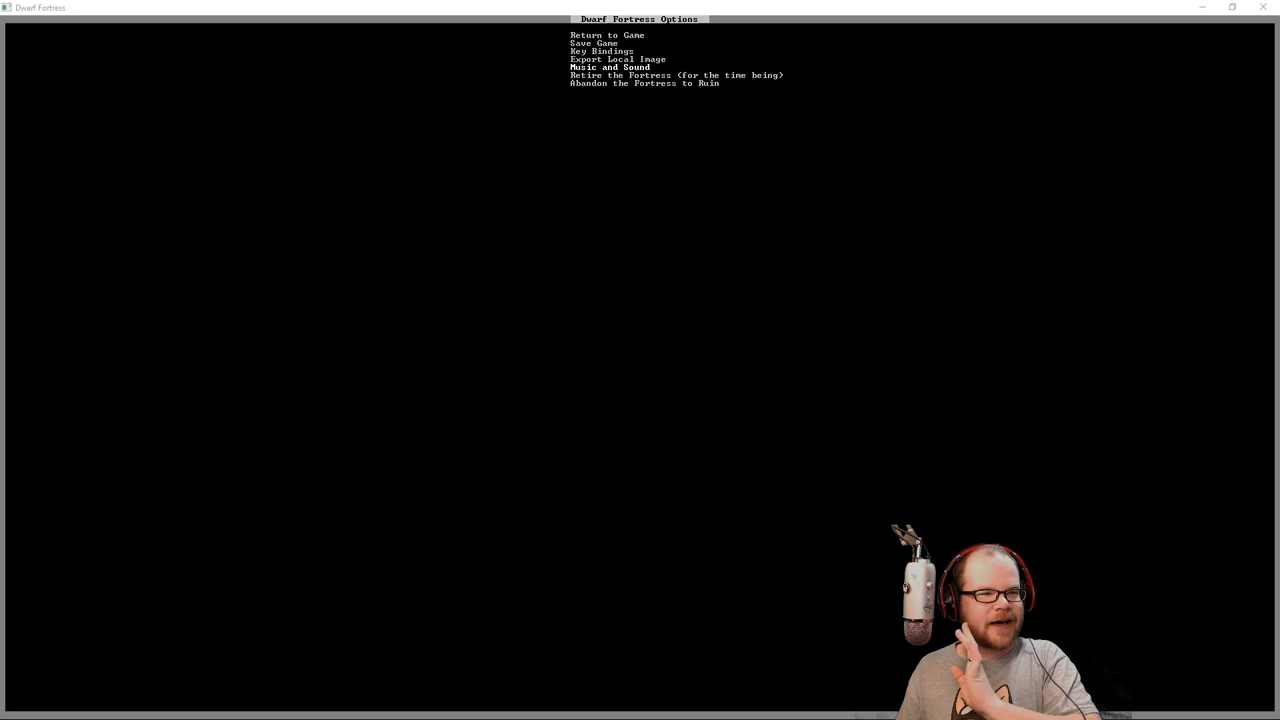 Dwarf Fortress
Dwarf Fortress Options
Return to Game
Save Game
Key Bindings
Export Local Image
Music and Sound
Retire the Fortress (for the time being)
Abandon the Fortress to Ruin